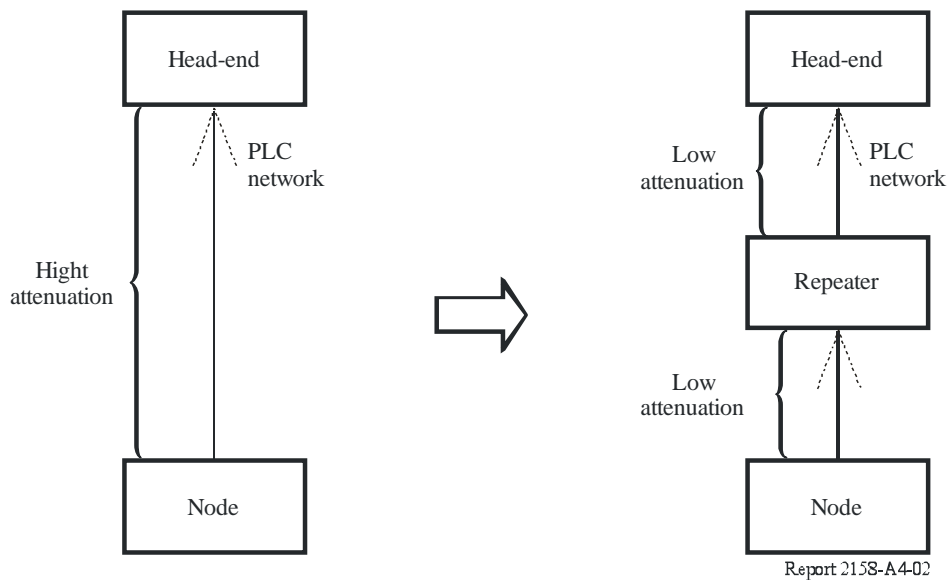 Head-end
PLC
network
Hight
attenuation
Node
Head-end
Low
attenuation
PLC
network
Repeater
Low
attenuation
Node
Report 2158-A4-02